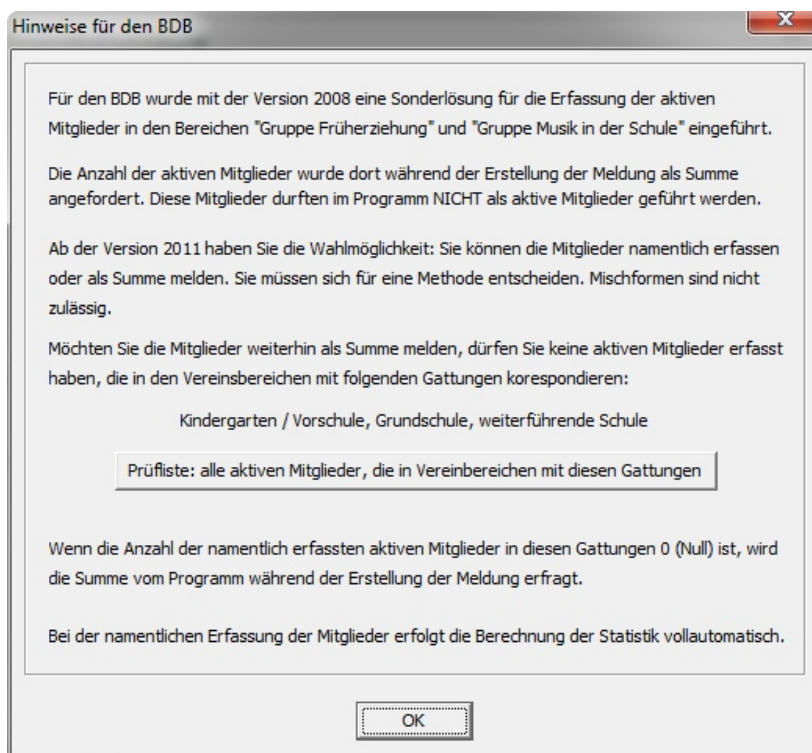 Hinweise für den BDB
X
Für den BDB wurde mit der Version 2008 eine Sonderlösung für die Erfassung der aktiven
Mitglieder in den Bereichen "Gruppe Früherziehung" und "Gruppe Musik in der Schule" eingeführt.
Die Anzahl der aktiven Mitglieder wurde dort während der Erstellung der Meldung als Summe
angefordert. Diese Mitglieder durften im Programm NICHT als aktive Mitglieder geführt werden.
Ab der Version 2011 haben Sie die Wahlmöglichkeit: Sie können die Mitglieder namentlich erfassen
oder als Summe melden. Sie müssen sich für eine Methode entscheiden. Mischformen sind nicht
zulässig.
Möchten Sie die Mitglieder weiterhin als Summe melden, dürfen Sie keine aktiven Mitglieder erfasst
haben, die in den Vereinsbereichen mit folgenden Gattungen korespondieren:
Kindergarten / Vorschule, Grundschule, weiterführende Schule
Prüfliste: alle aktiven Mitglieder, die in Vereinbereichen mit diesen Gattungen
Wenn die Anzahl der namentlich erfassten aktiven Mitglieder in diesen Gattungen 0 (Null) ist, wird
die Summe vom Programm während der Erstellung der Meldung erfragt.
Bei der namentlichen Erfassung der Mitglieder erfolgt die Berechnung der Statistik vollautomatisch.
OK